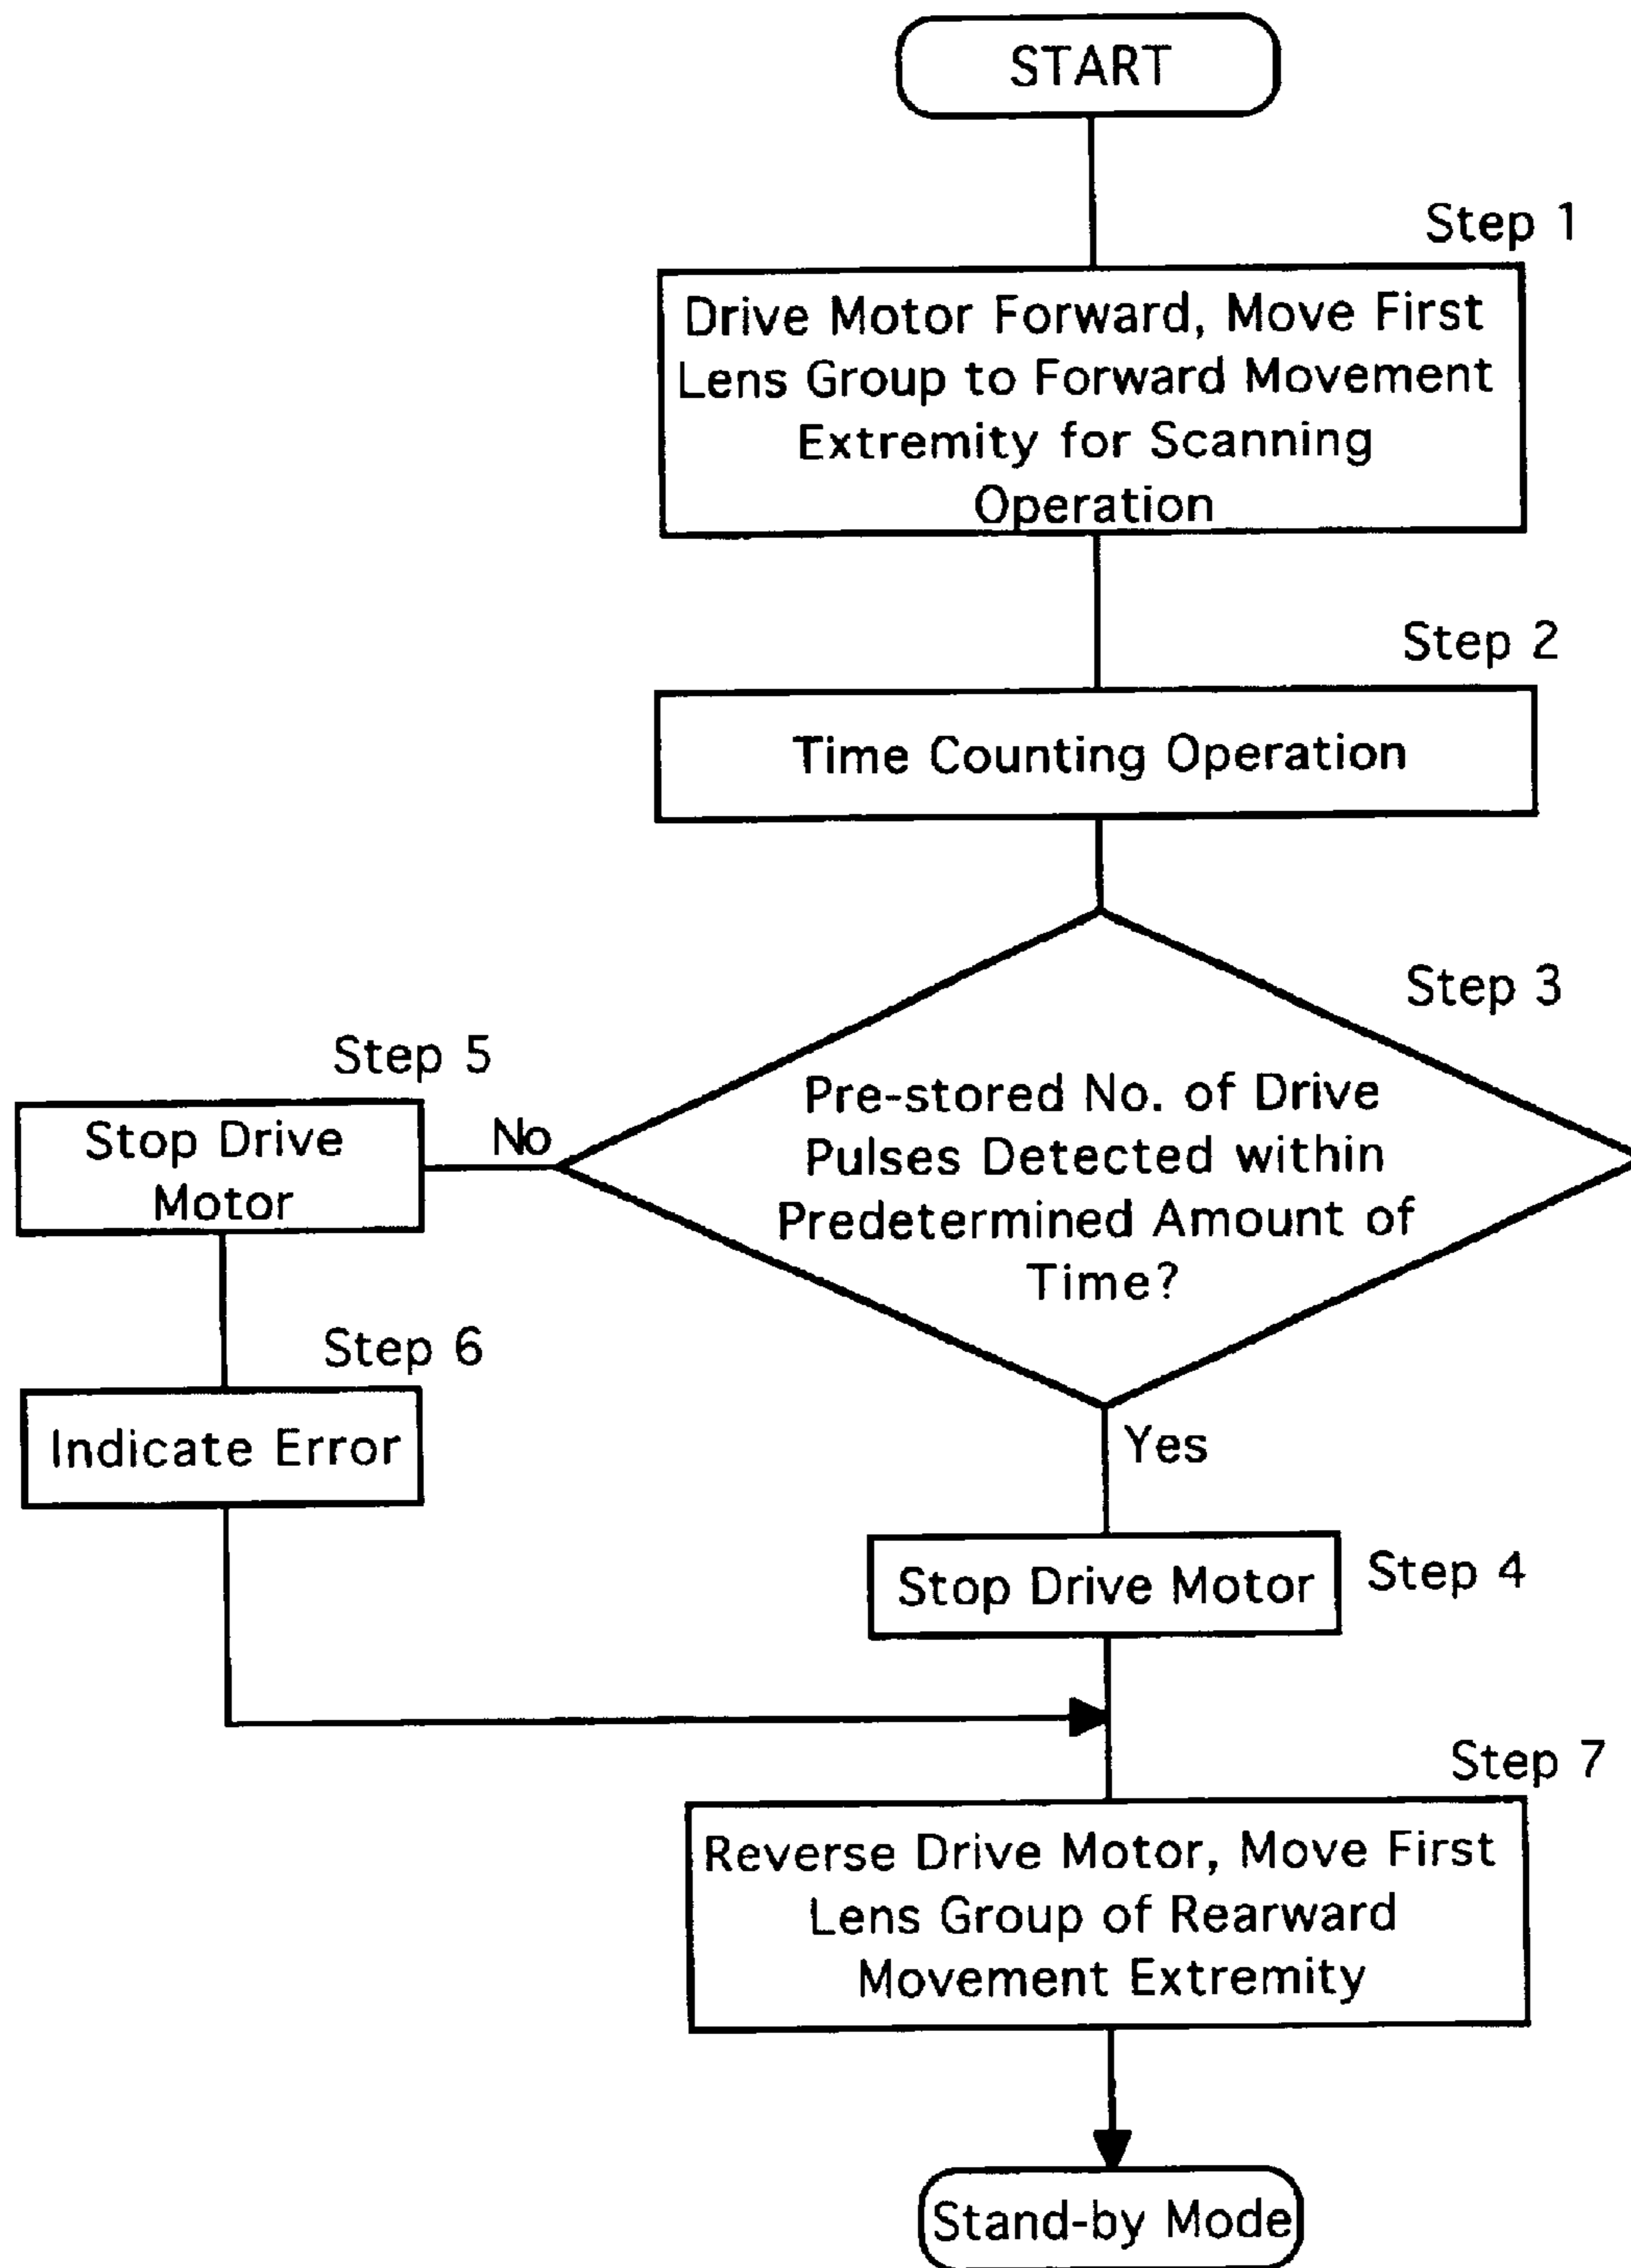 START
Step 1
Drive Motor Forward, Move First
Lens Group to Forward Movement
Extremity for Scanning
Operation
Step 2
Time Counting Operation
Step 3
Pre-stored No. of Drive
Pulses Detected within
Predetermined Amount of
Time?
No
Step 5
Stop Drive
Motor
Step 6
Indicate Error
Yes
Stop Drive Motor
Step 4
Step 7
Reverse Drive Motor, Move First
Lens Group of Rearward
Movement Extremity
Stand-by Mode